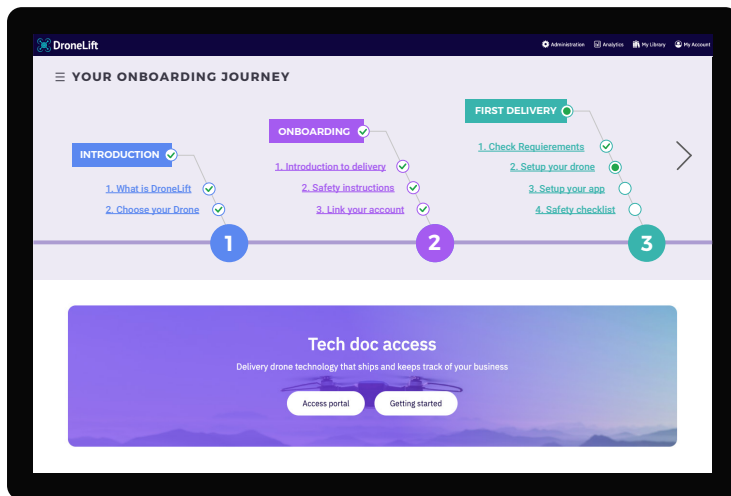 DroneLift
Administration
Analytics
My Library
My Account
☰ YOUR ONBOARDING JOURNEY
INTRODUCTION
1. What is DroneLift
2. Choose your Drone
1
ONBOARDING
1. Introduction to delivery
2. Safety instructions
3. Link your account
2
FIRST DELIVERY
1. Check Requierements
2. Setup your drone
3. Setup your app
4. Safety checklist
3
Tech doc access
Delivery drone technology that ships and keeps track of your business
Access portal
Getting started